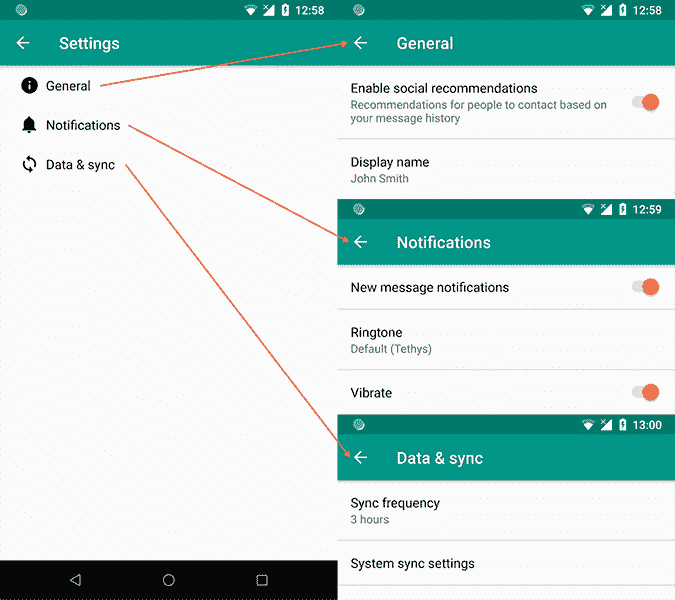 12:58
Settings
General
Notifications
Data & sync
12:58
General
Enable social recommendations
Recommendations for people to contact based on
your message history
Display name
John Smith
12:59
Notifications
New message notifications
Ringtone
Default (Tethys)
Vibrate
13:00
Data & sync
Sync frequency
3 hours
System sync settings